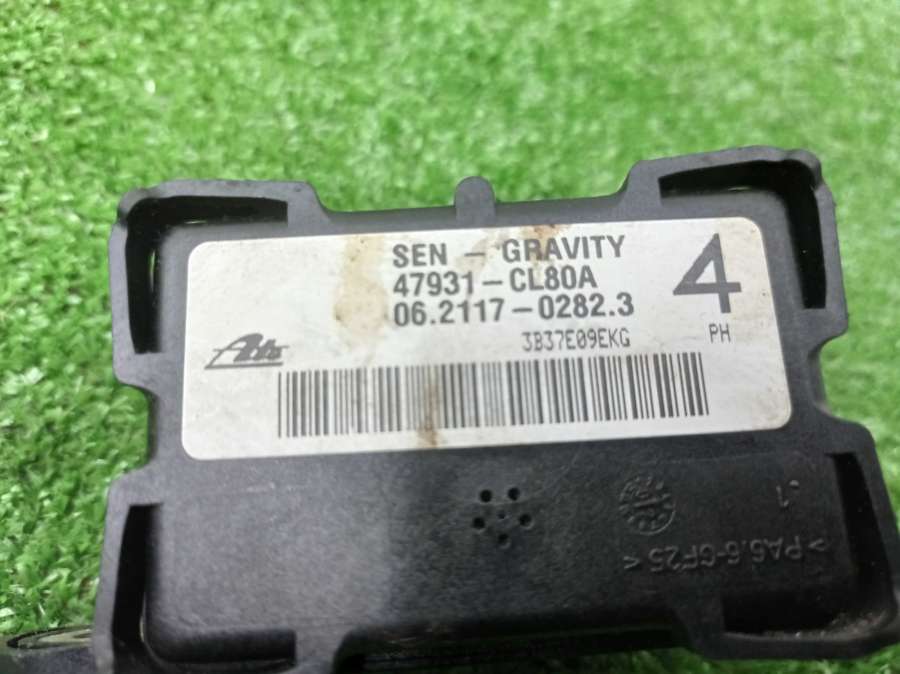 SEN - GRAVITY
47931-CL80A
06.2117-0282.3
4
3B37E09EKG
PH
Ate
>PA6.6-GF25<